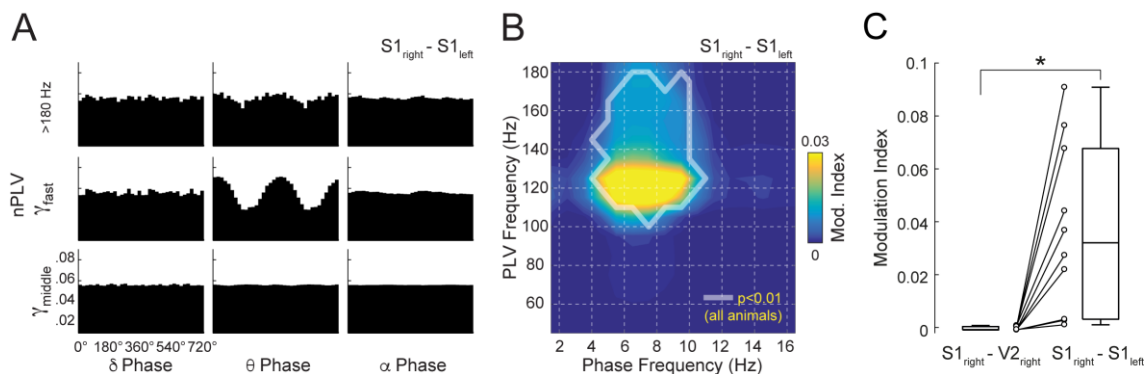 A
S1right - S1left
>180 Hz
nPLV
γfast
γmiddle
.08
.06
.04
.02
0° 180° 360° 540° 720°
δ Phase
θ Phase
α Phase
B
S1right - S1left
PLV Frequency (Hz)
180
160
140
120
100
80
60
2 4 6 8 10 12 14 16
Phase Frequency (Hz)
p<0.01
(all animals)
0.03
0
Mod. Index
C
*
Modulation Index
0.1
0.08
0.06
0.04
0.02
0
S1right - V2right
S1right - S1left